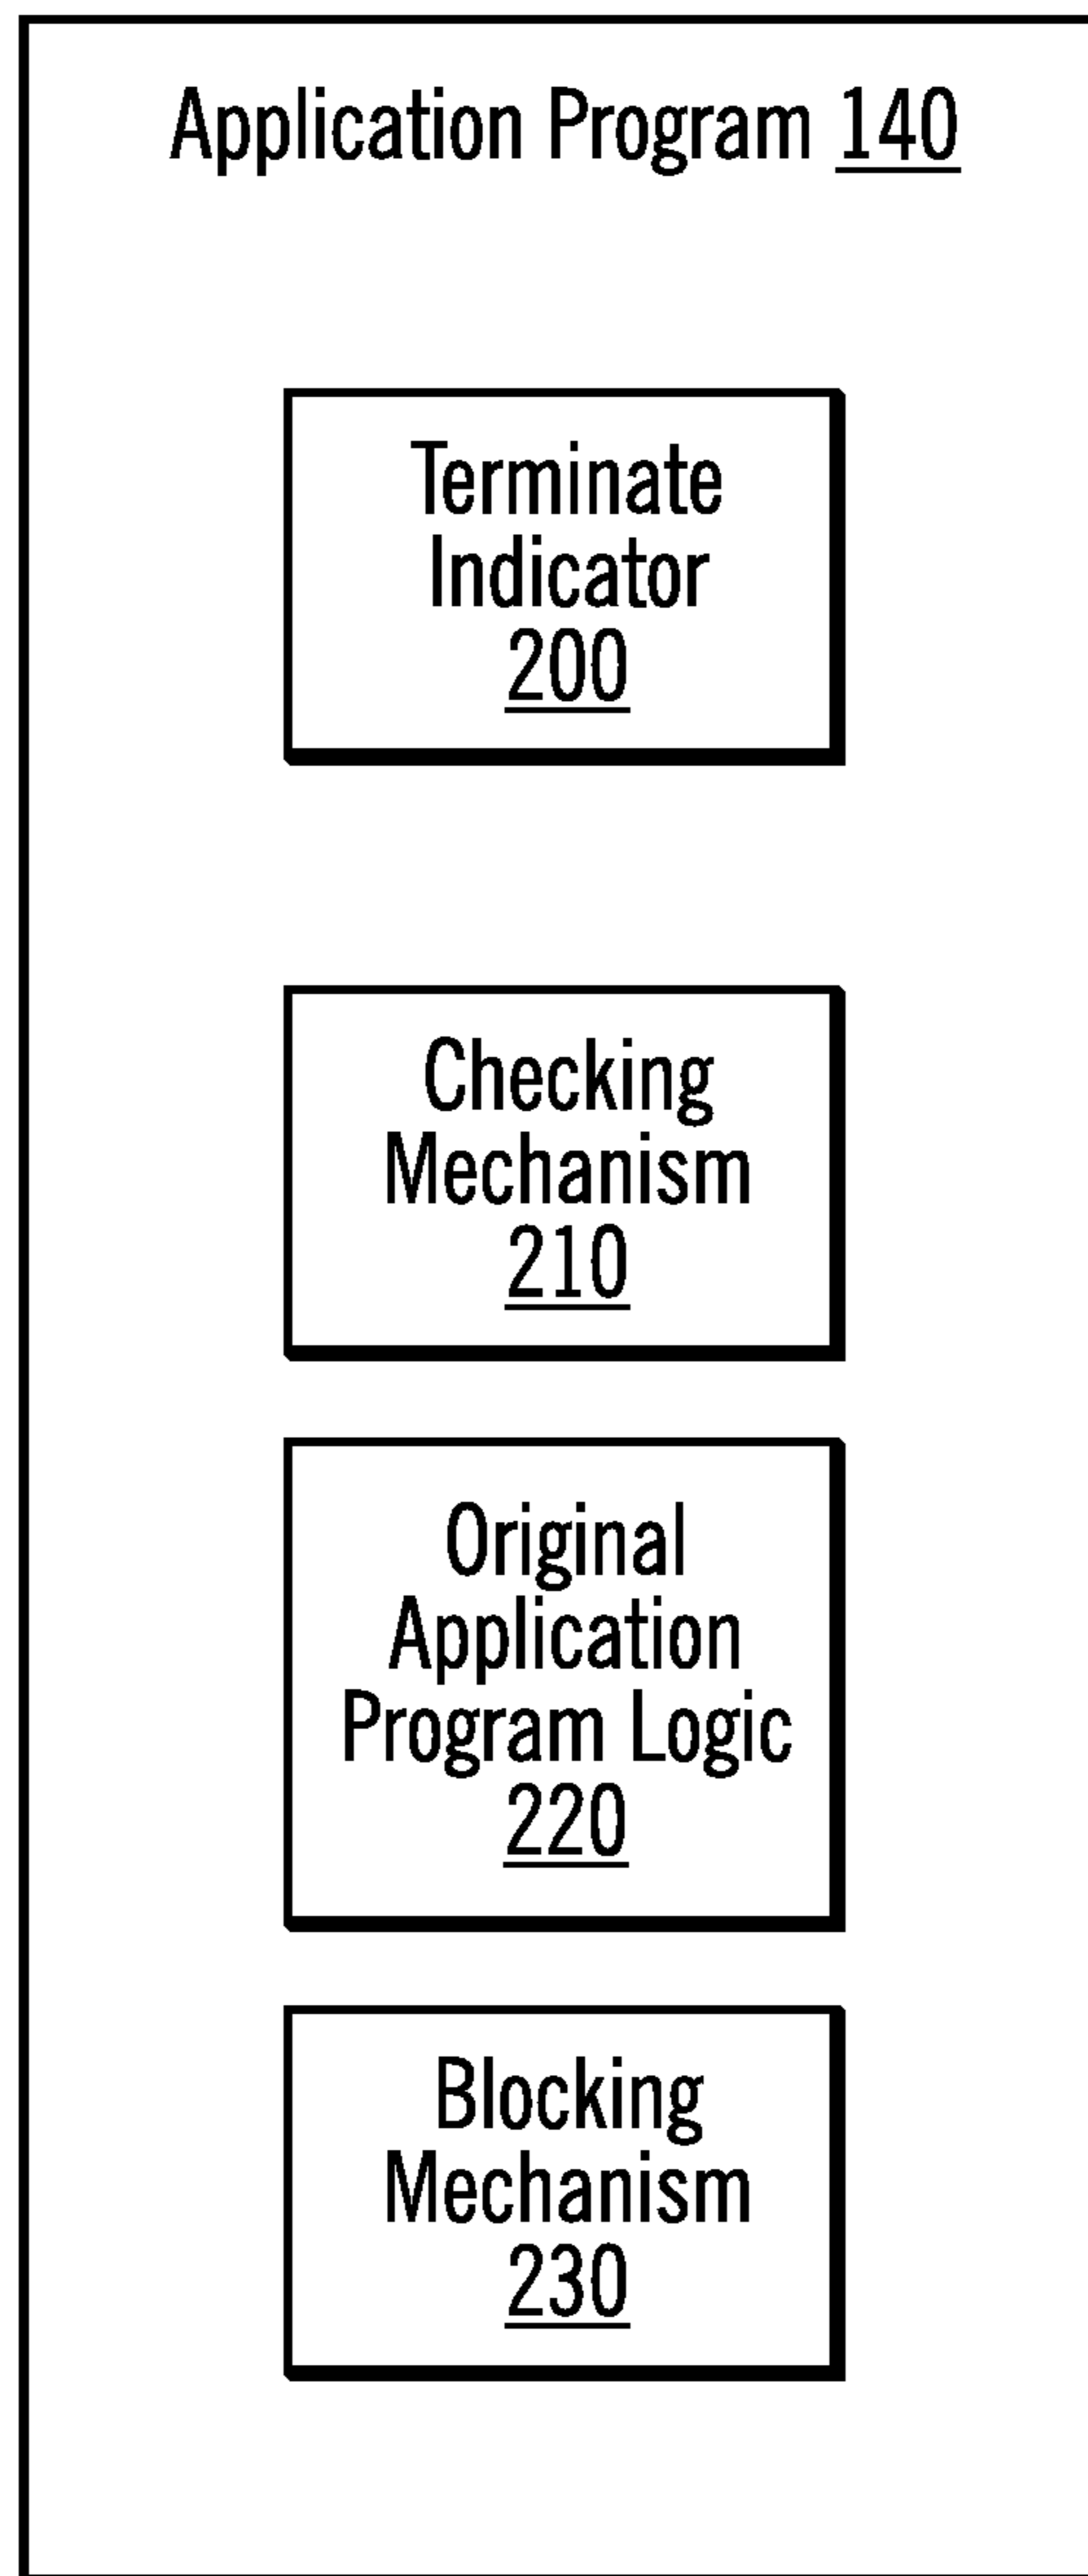 Application Program 140
Terminate
Indicator
200
Checking
Mechanism
210
Original
Application
Program Logic
220
Blocking
Mechanism
230